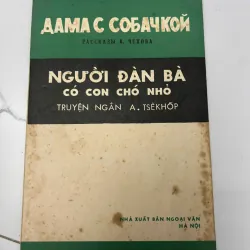 ДАМА С СОБАЧКОЙ
РАССКАЗЫ А. ЧЕХОВА
NGƯỜI ĐÀN BÀ
CÓ CON CHÓ NHỎ
TRUYỆN NGẮN A. TSÊKHỐP
NHÀ XUẤT BẢN NGOẠI VĂN
HÀ NỘI